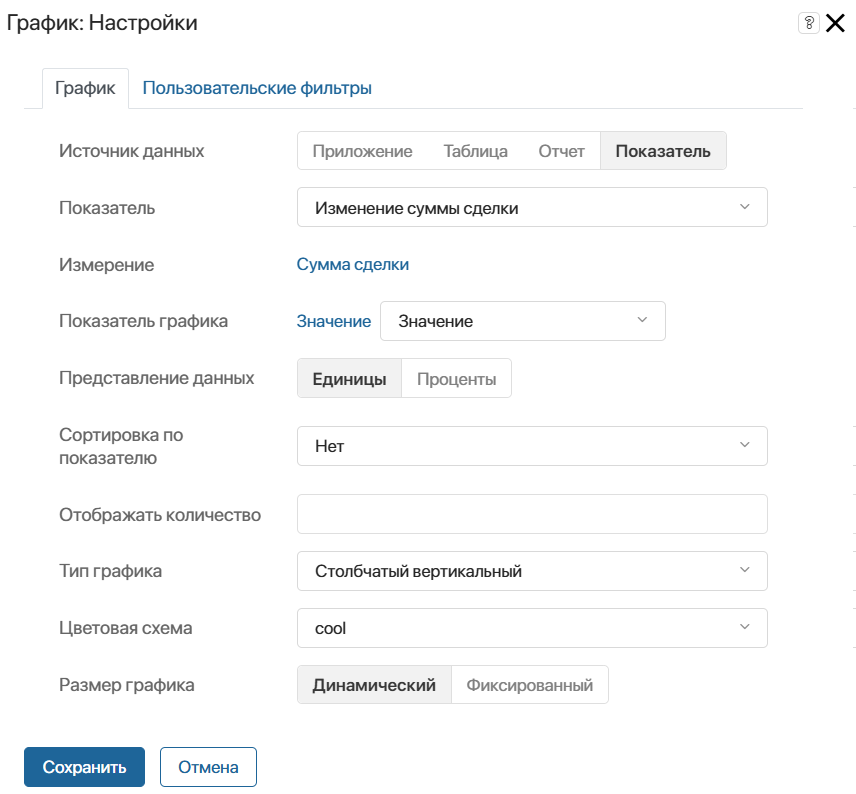 График: Настройки ?
График Пользовательские фильтры
Источник данных Приложение Таблица Отчет Показатель
Показатель Изменение суммы сделки
Измерение Сумма сделки
Показатель графика Значение Значение
Представление данных Единицы Проценты
Сортировка по
показателю Нет
Отображать количество
Тип графика Столбчатый вертикальный
Цветовая схема cool
Размер графика Динамический Фиксированный
Сохранить Отмена